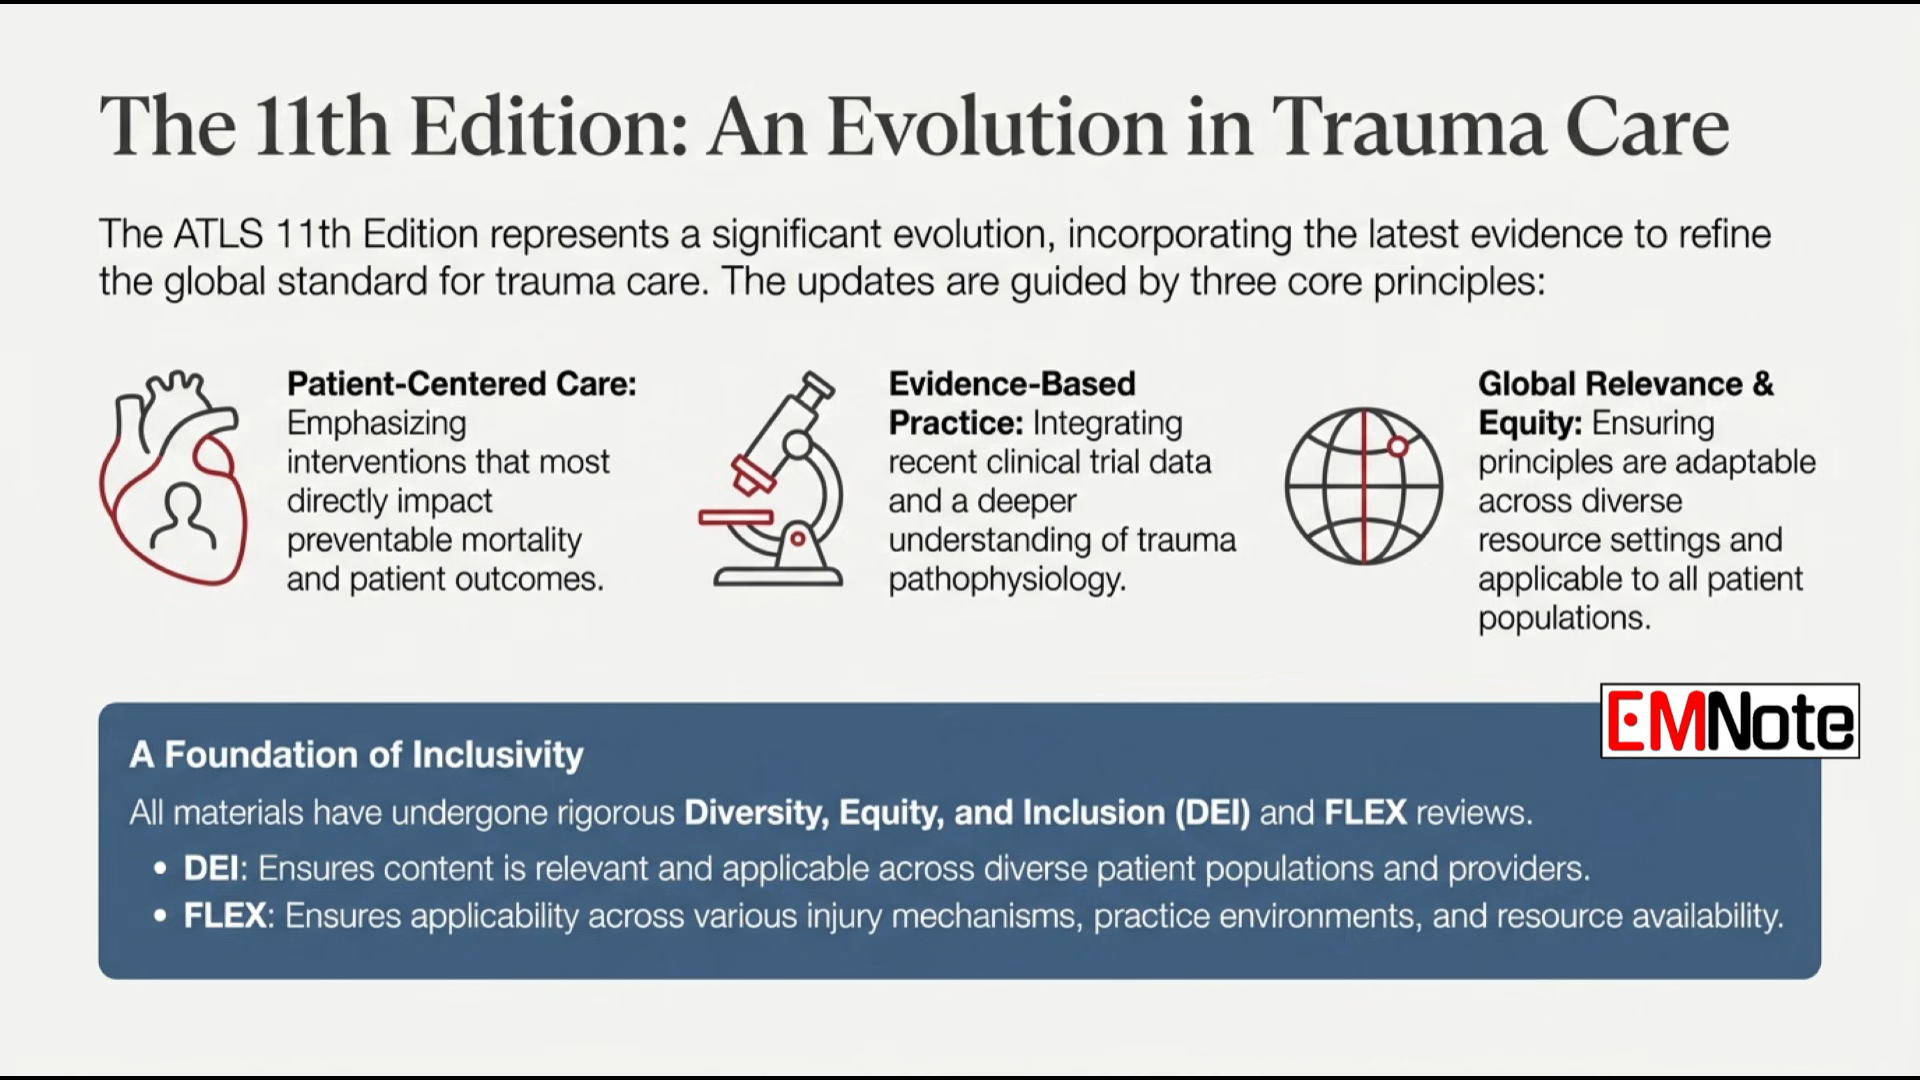 The 11th Edition: An Evolution in Trauma Care
The ATLS 11th Edition represents a significant evolution, incorporating the latest evidence to refine
the global standard for trauma care. The updates are guided by three core principles:
Patient-Centered Care:
Emphasizing
interventions that most
directly impact
preventable mortality
and patient outcomes.
Evidence-Based
Practice: Integrating
recent clinical trial data
and a deeper
understanding of trauma
pathophysiology.
Global Relevance &
Equity: Ensuring
principles are adaptable
across diverse
resource settings and
applicable to all patient
populations.
EMNote
A Foundation of Inclusivity
All materials have undergone rigorous Diversity, Equity, and Inclusion (DEI) and FLEX reviews.
• DEI: Ensures content is relevant and applicable across diverse patient populations and providers.
• FLEX: Ensures applicability across various injury mechanisms, practice environments, and resource availability.